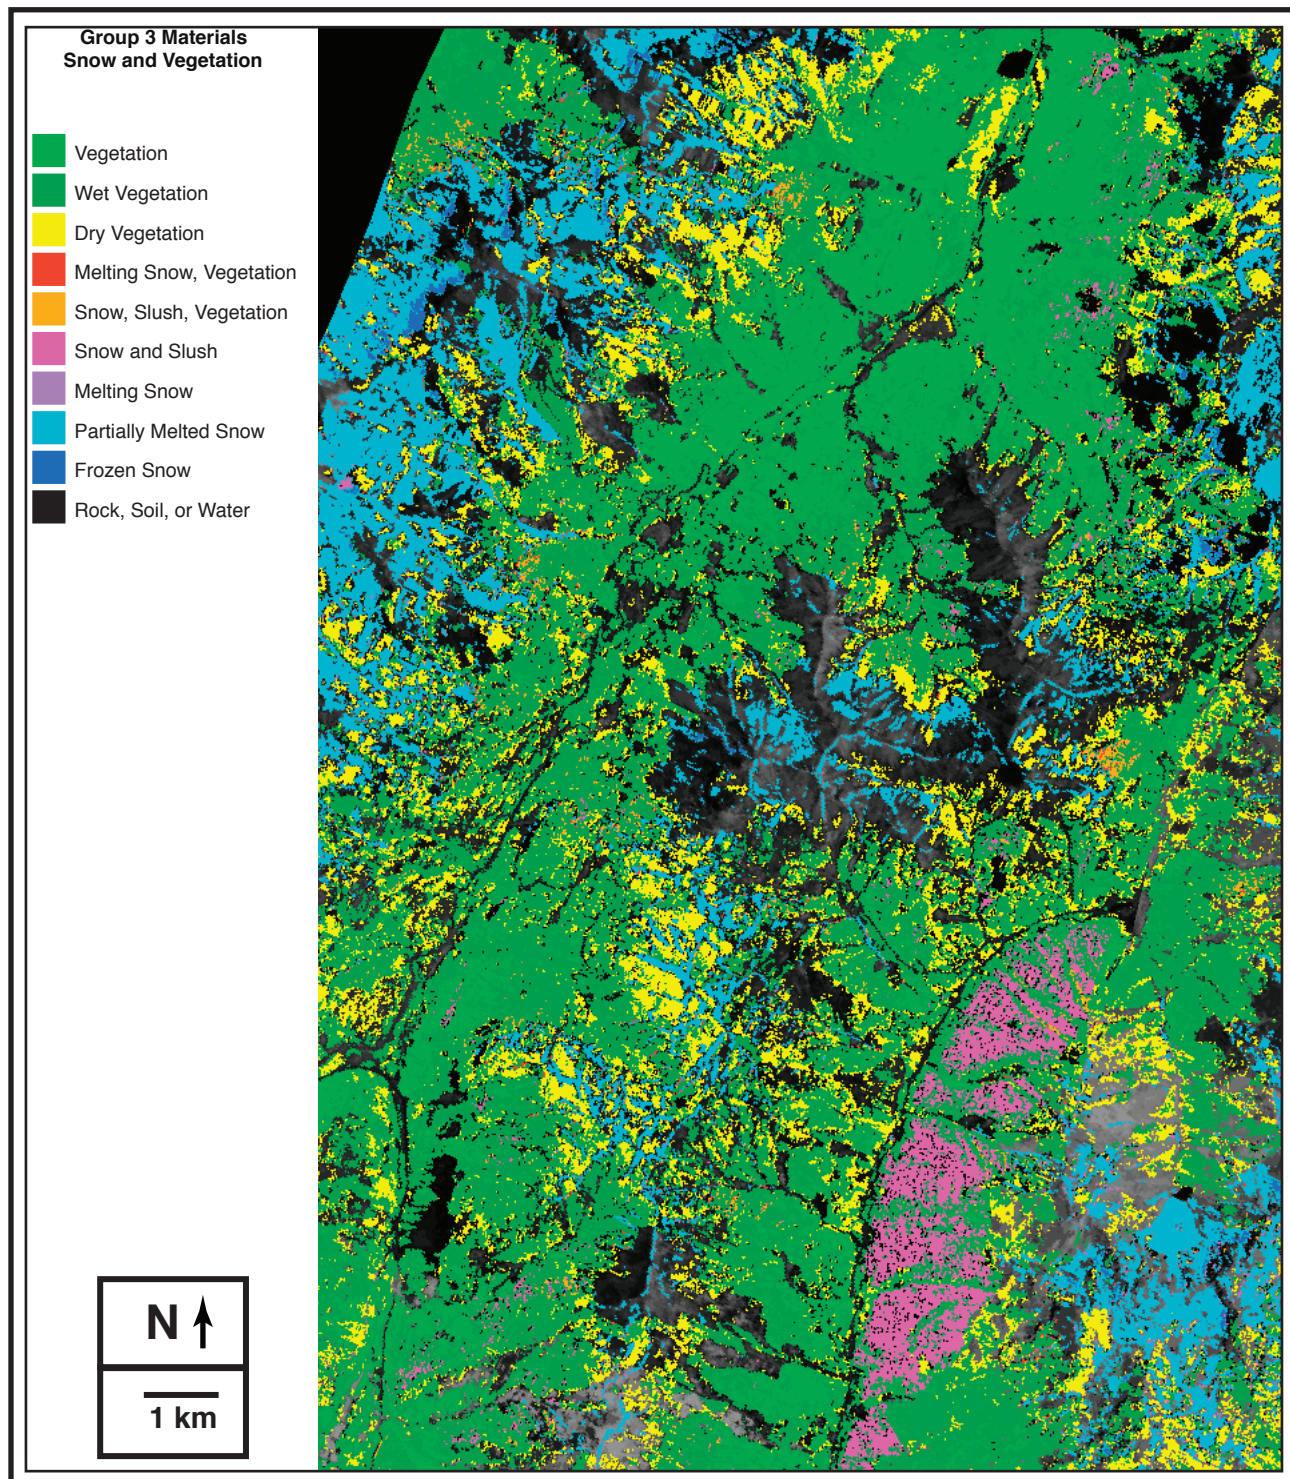 Group 3 Materials
Snow and Vegetation
Vegetation
Wet Vegetation
Dry Vegetation
Melting Snow, Vegetation
Snow, Slush, Vegetation
Snow and Slush
Melting Snow
Partially Melted Snow
Frozen Snow
Rock, Soil, or Water
N
1 km